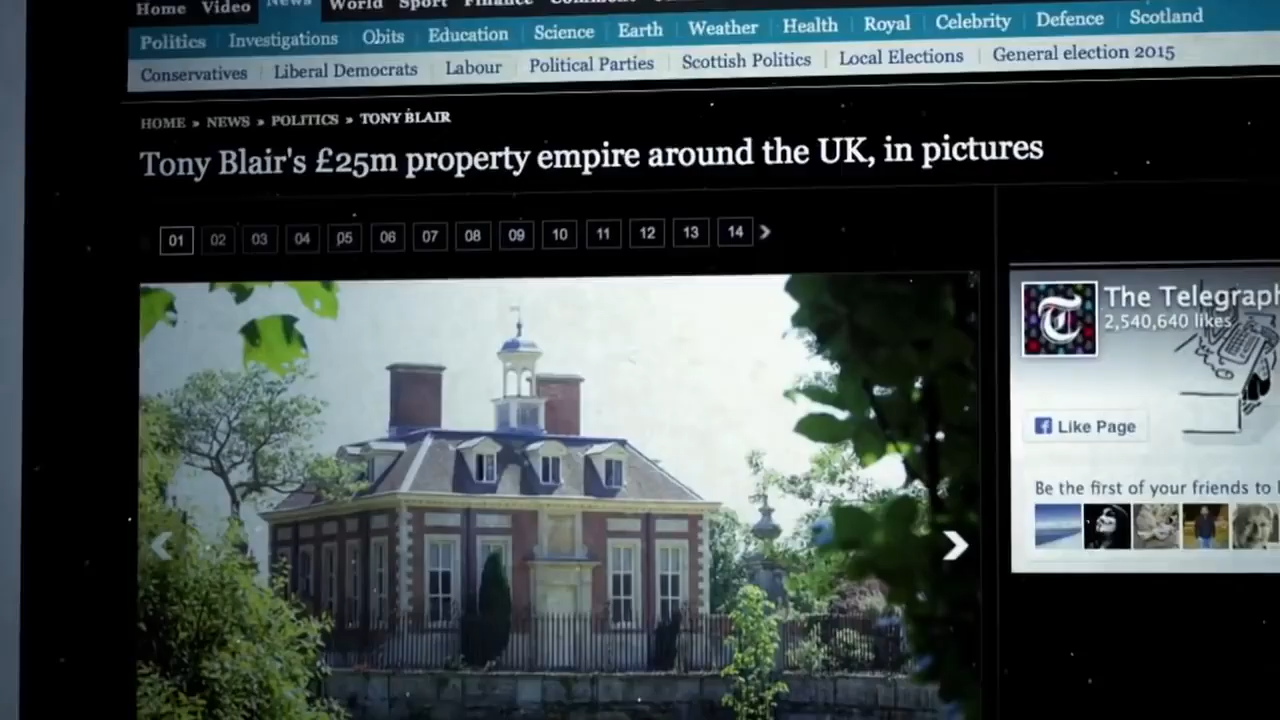 Home Video News World Sport Finance Comment
Politics Investigations Obits Education Science Earth Weather Health Royal Celebrity Defence Scotland
Conservatives Liberal Democrats Labour Political Parties Scottish Politics Local Elections General election 2015
HOME » NEWS » POLITICS » TONY BLAIR
Tony Blair's £25m property empire around the UK, in pictures
01 02 03 04 05 06 07 08 09 10 11 12 13 14
The Telegraph
2,540,640 likes
Like Page
Be the first of your friends to